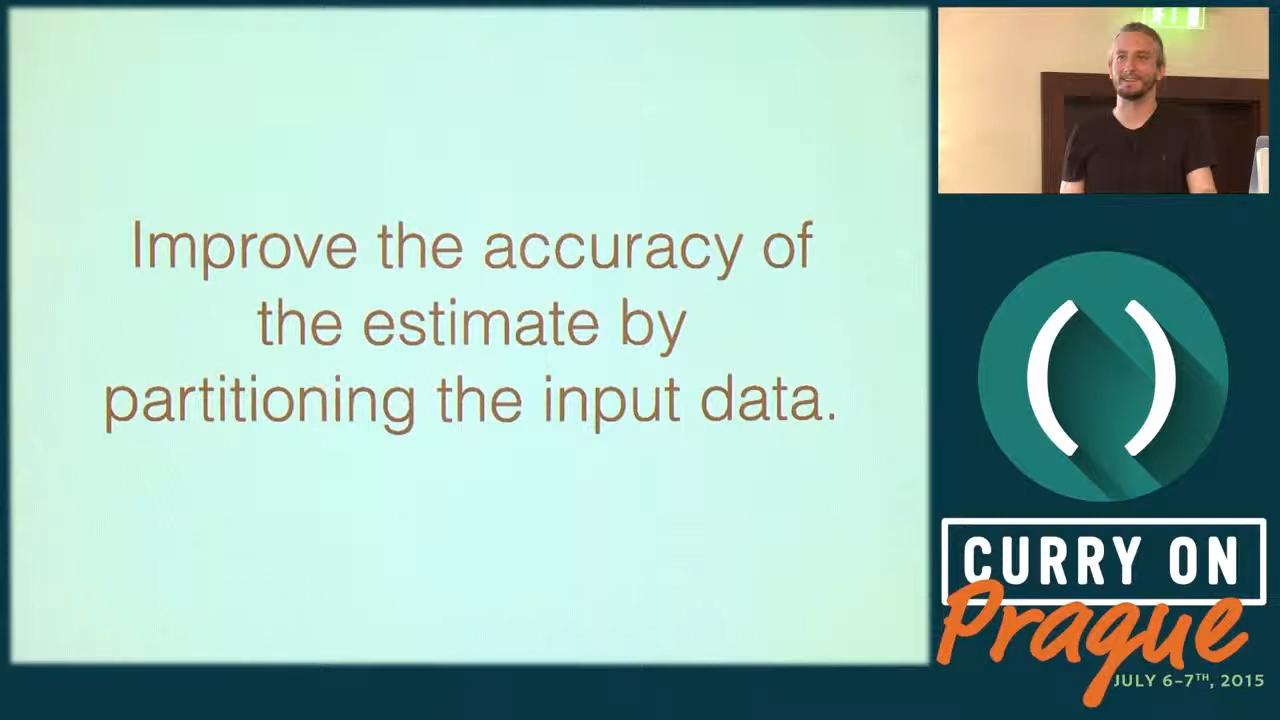 Improve the accuracy of
the estimate by
partitioning the input data.
()
CURRY ON
Prague
JULY 6-7TH, 2015